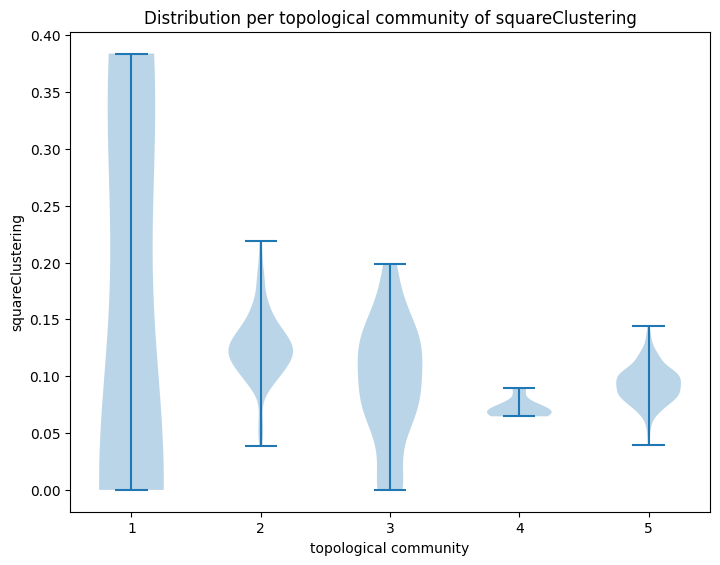 Distribution per topological community of squareClustering
0.40
0.35
0.30
0.25
0.20
0.15
0.10
0.05
0.00
squareClustering
1 2 3 4 5
topological community